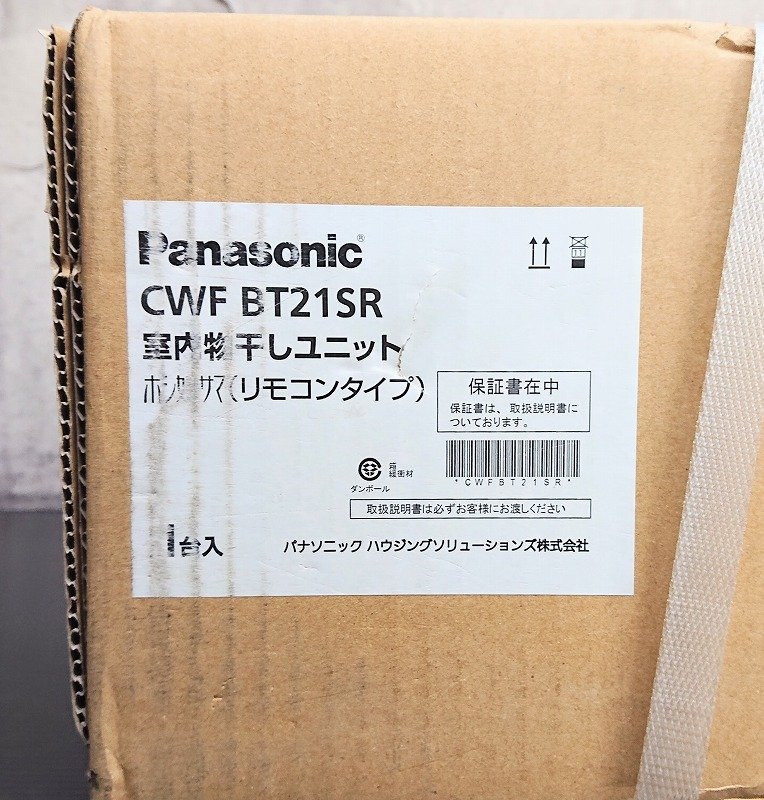 Panasonic®
CWF BT21SR
室内物干しユニット
ホシ姫サマ(リモコンタイプ)
保証書在中
保証書は、取扱説明書に
ついております。
ダンボール
箱
緩衝材
*CWFBT21SR*
取扱説明書は必ずお客様にお渡しください
1台入
パナソニック ハウジングソリューションズ株式会社